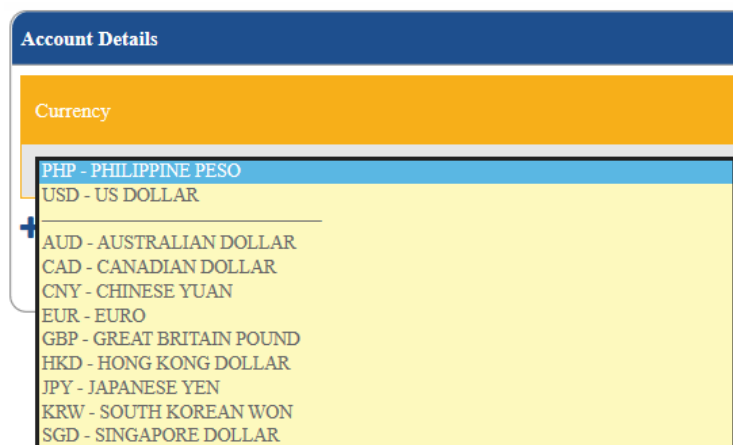 Account Details
Currency
PHP - PHILIPPINE PESO
USD - US DOLLAR
AUD - AUSTRALIAN DOLLAR
CAD - CANADIAN DOLLAR
CNY - CHINESE YUAN
EUR - EURO
GBP - GREAT BRITAIN POUND
HKD - HONG KONG DOLLAR
JPY - JAPANESE YEN
KRW - SOUTH KOREAN WON
SGD - SINGAPORE DOLLAR